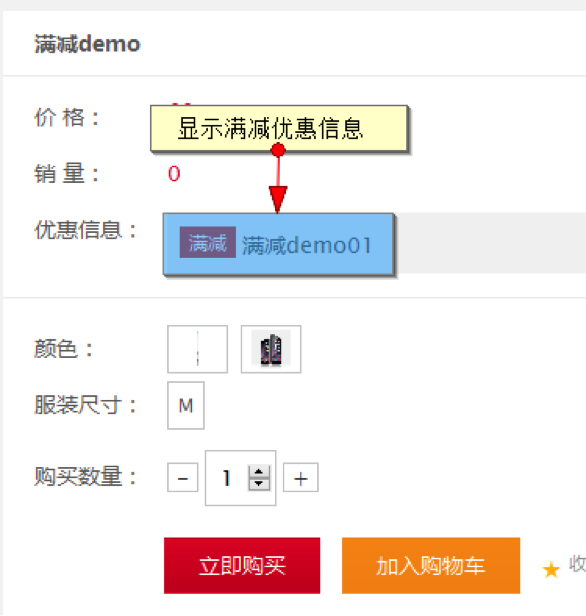 满减demo
价 格：
显示满减优惠信息
销 量：
0
优惠信息：
满减 满减demo01
颜色：
服装尺寸：
M
购买数量：
- 1 +
立即购买
加入购物车
★ 收